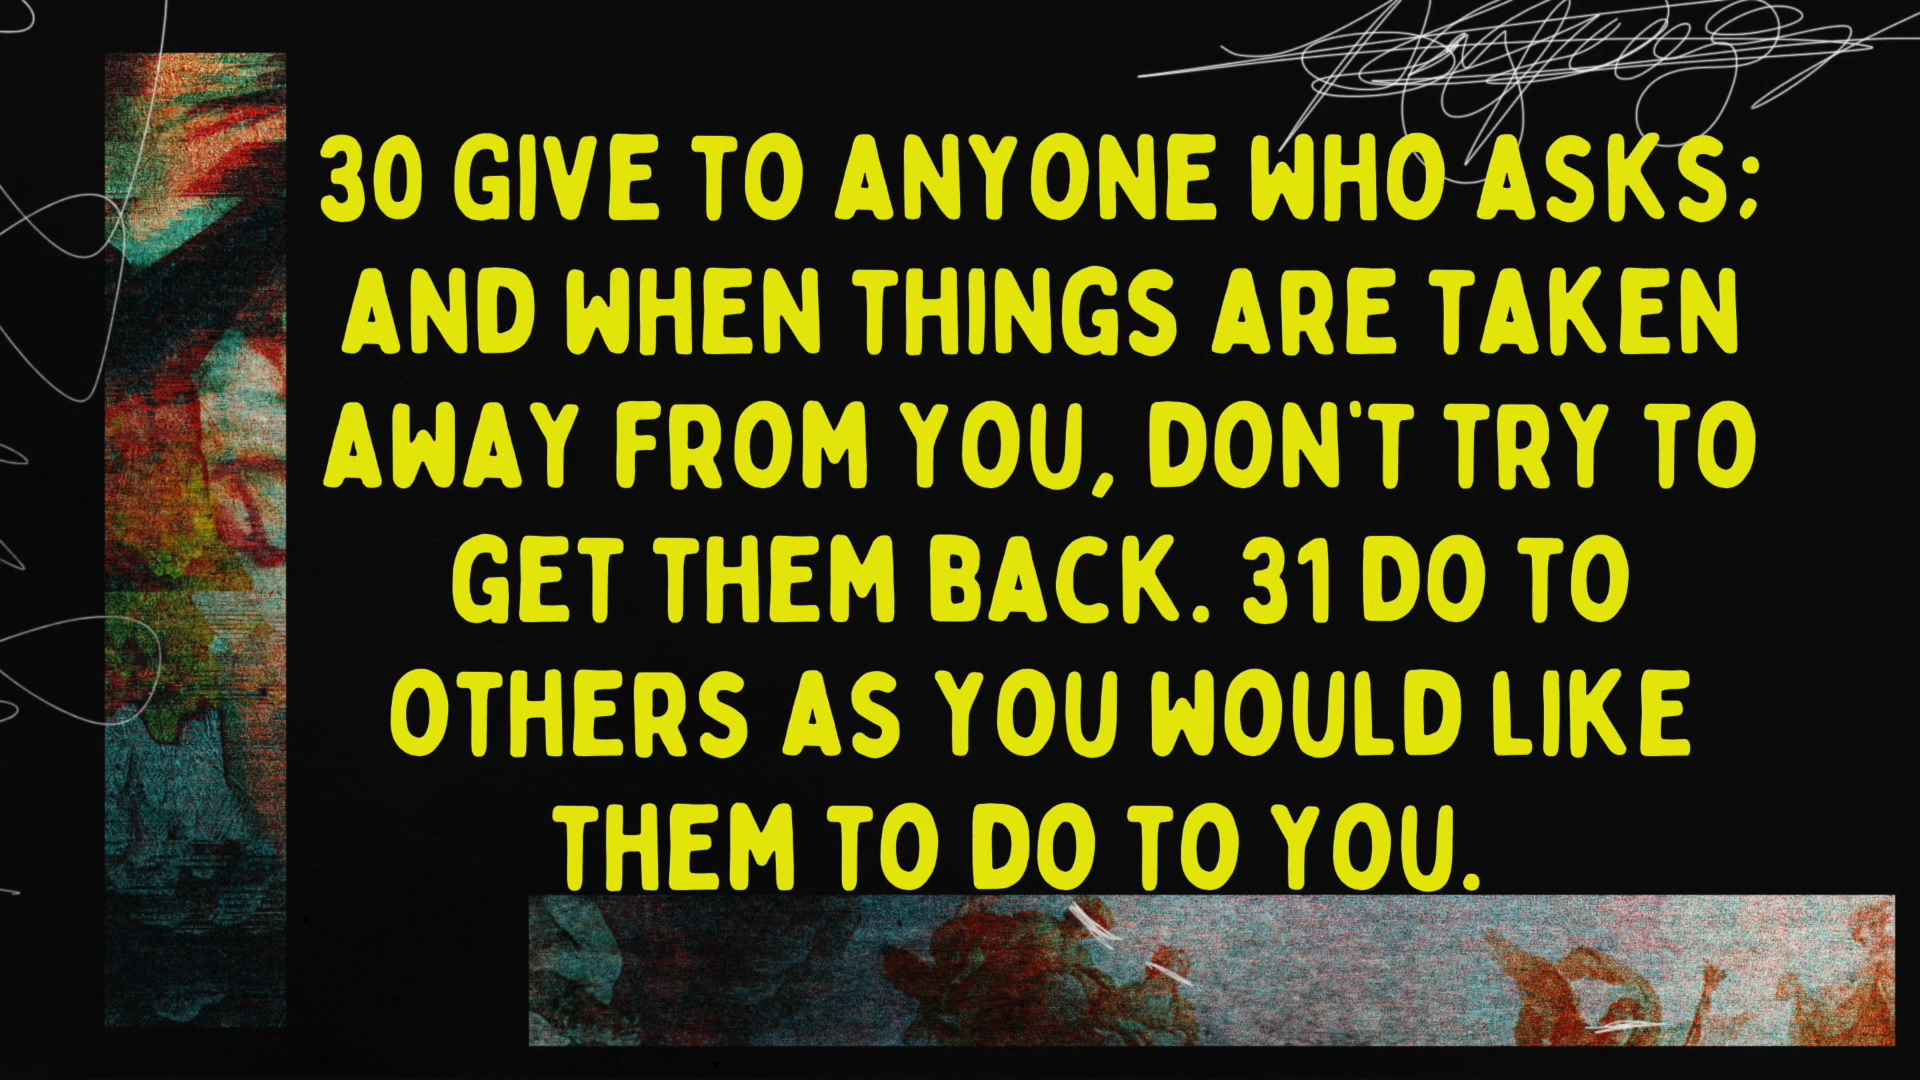 30 GIVE TO ANYONE WHO ASKS;
AND WHEN THINGS ARE TAKEN
AWAY FROM YOU, DON'T TRY TO
GET THEM BACK. 31 DO TO
OTHERS AS YOU WOULD LIKE
THEM TO DO TO YOU.